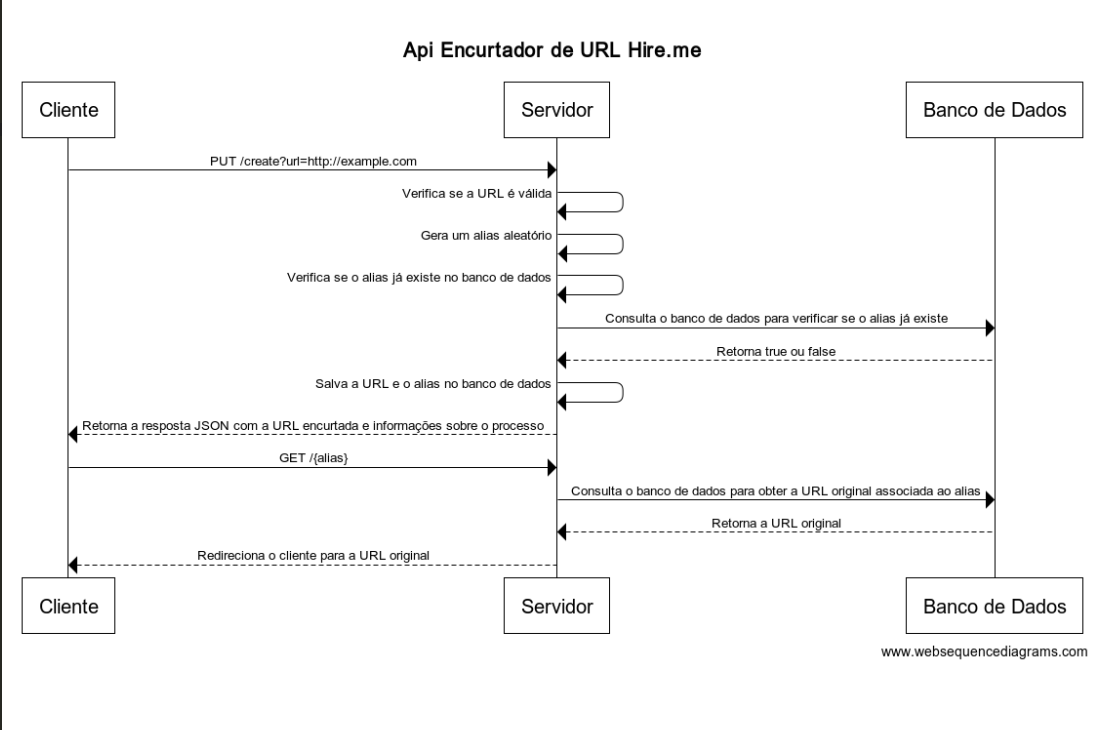 Api Encurtador de URL Hire.me
Cliente
Servidor
Banco de Dados
PUT /create?url=http://example.com
Verifica se a URL é válida
Gera um alias aleatório
Verifica se o alias já existe no banco de dados
Consulta o banco de dados para verificar se o alias já existe
Retorna true ou false
Salva a URL e o alias no banco de dados
Retorna a resposta JSON com a URL encurtada e informações sobre o processo
GET /{alias}
Consulta o banco de dados para obter a URL original associada ao alias
Retorna a URL original
Redireciona o cliente para a URL original
Cliente
Servidor
Banco de Dados
www.websequencediagrams.com